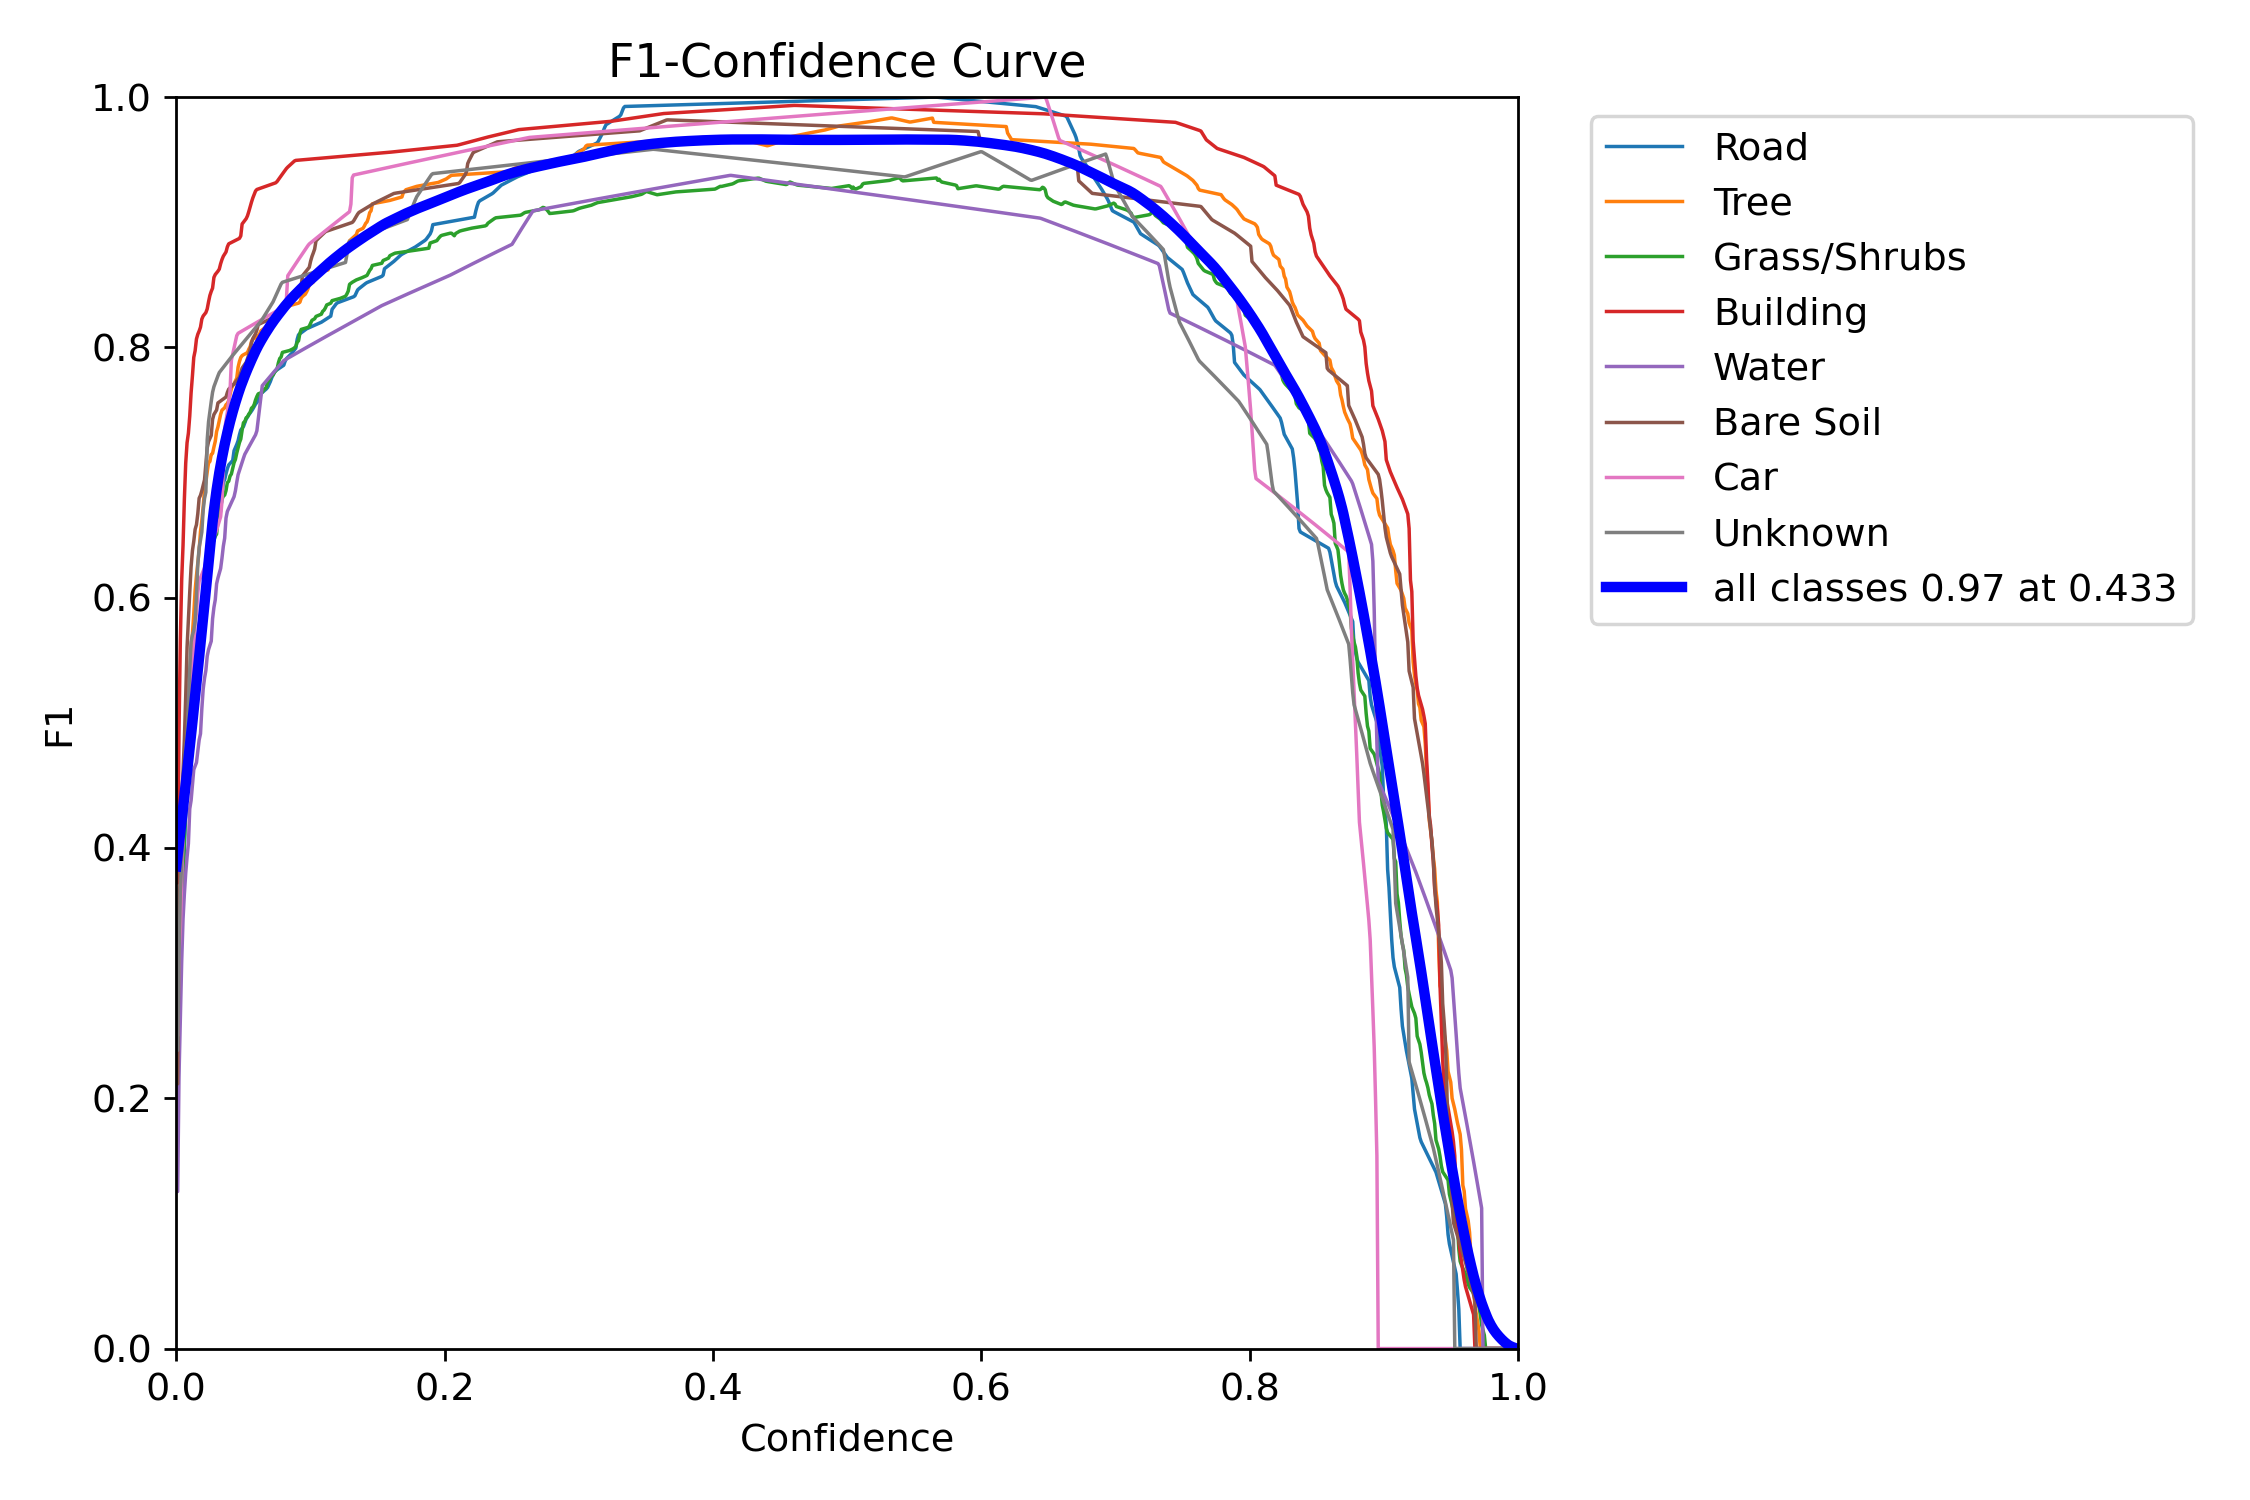 F1-Confidence Curve
1.0
0.8
0.6
0.4
0.2
0.0
F1
0.0 0.2 0.4 0.6 0.8 1.0
Confidence
Road
Tree
Grass/Shrubs
Building
Water
Bare Soil
Car
Unknown
all classes 0.97 at 0.433